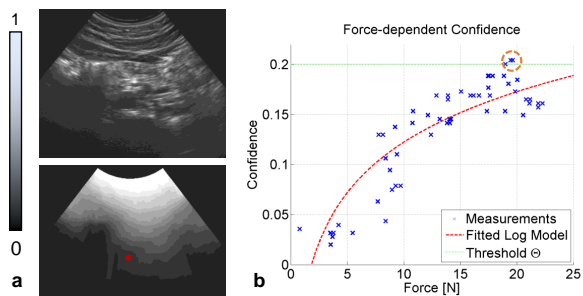 1
0
a
Force-dependent Confidence
Confidence
0.2
0.15
0.1
0.05
0
0
5
10
15
20
25
Force [N]
Measurements
Fitted Log Model
Threshold Θ
b